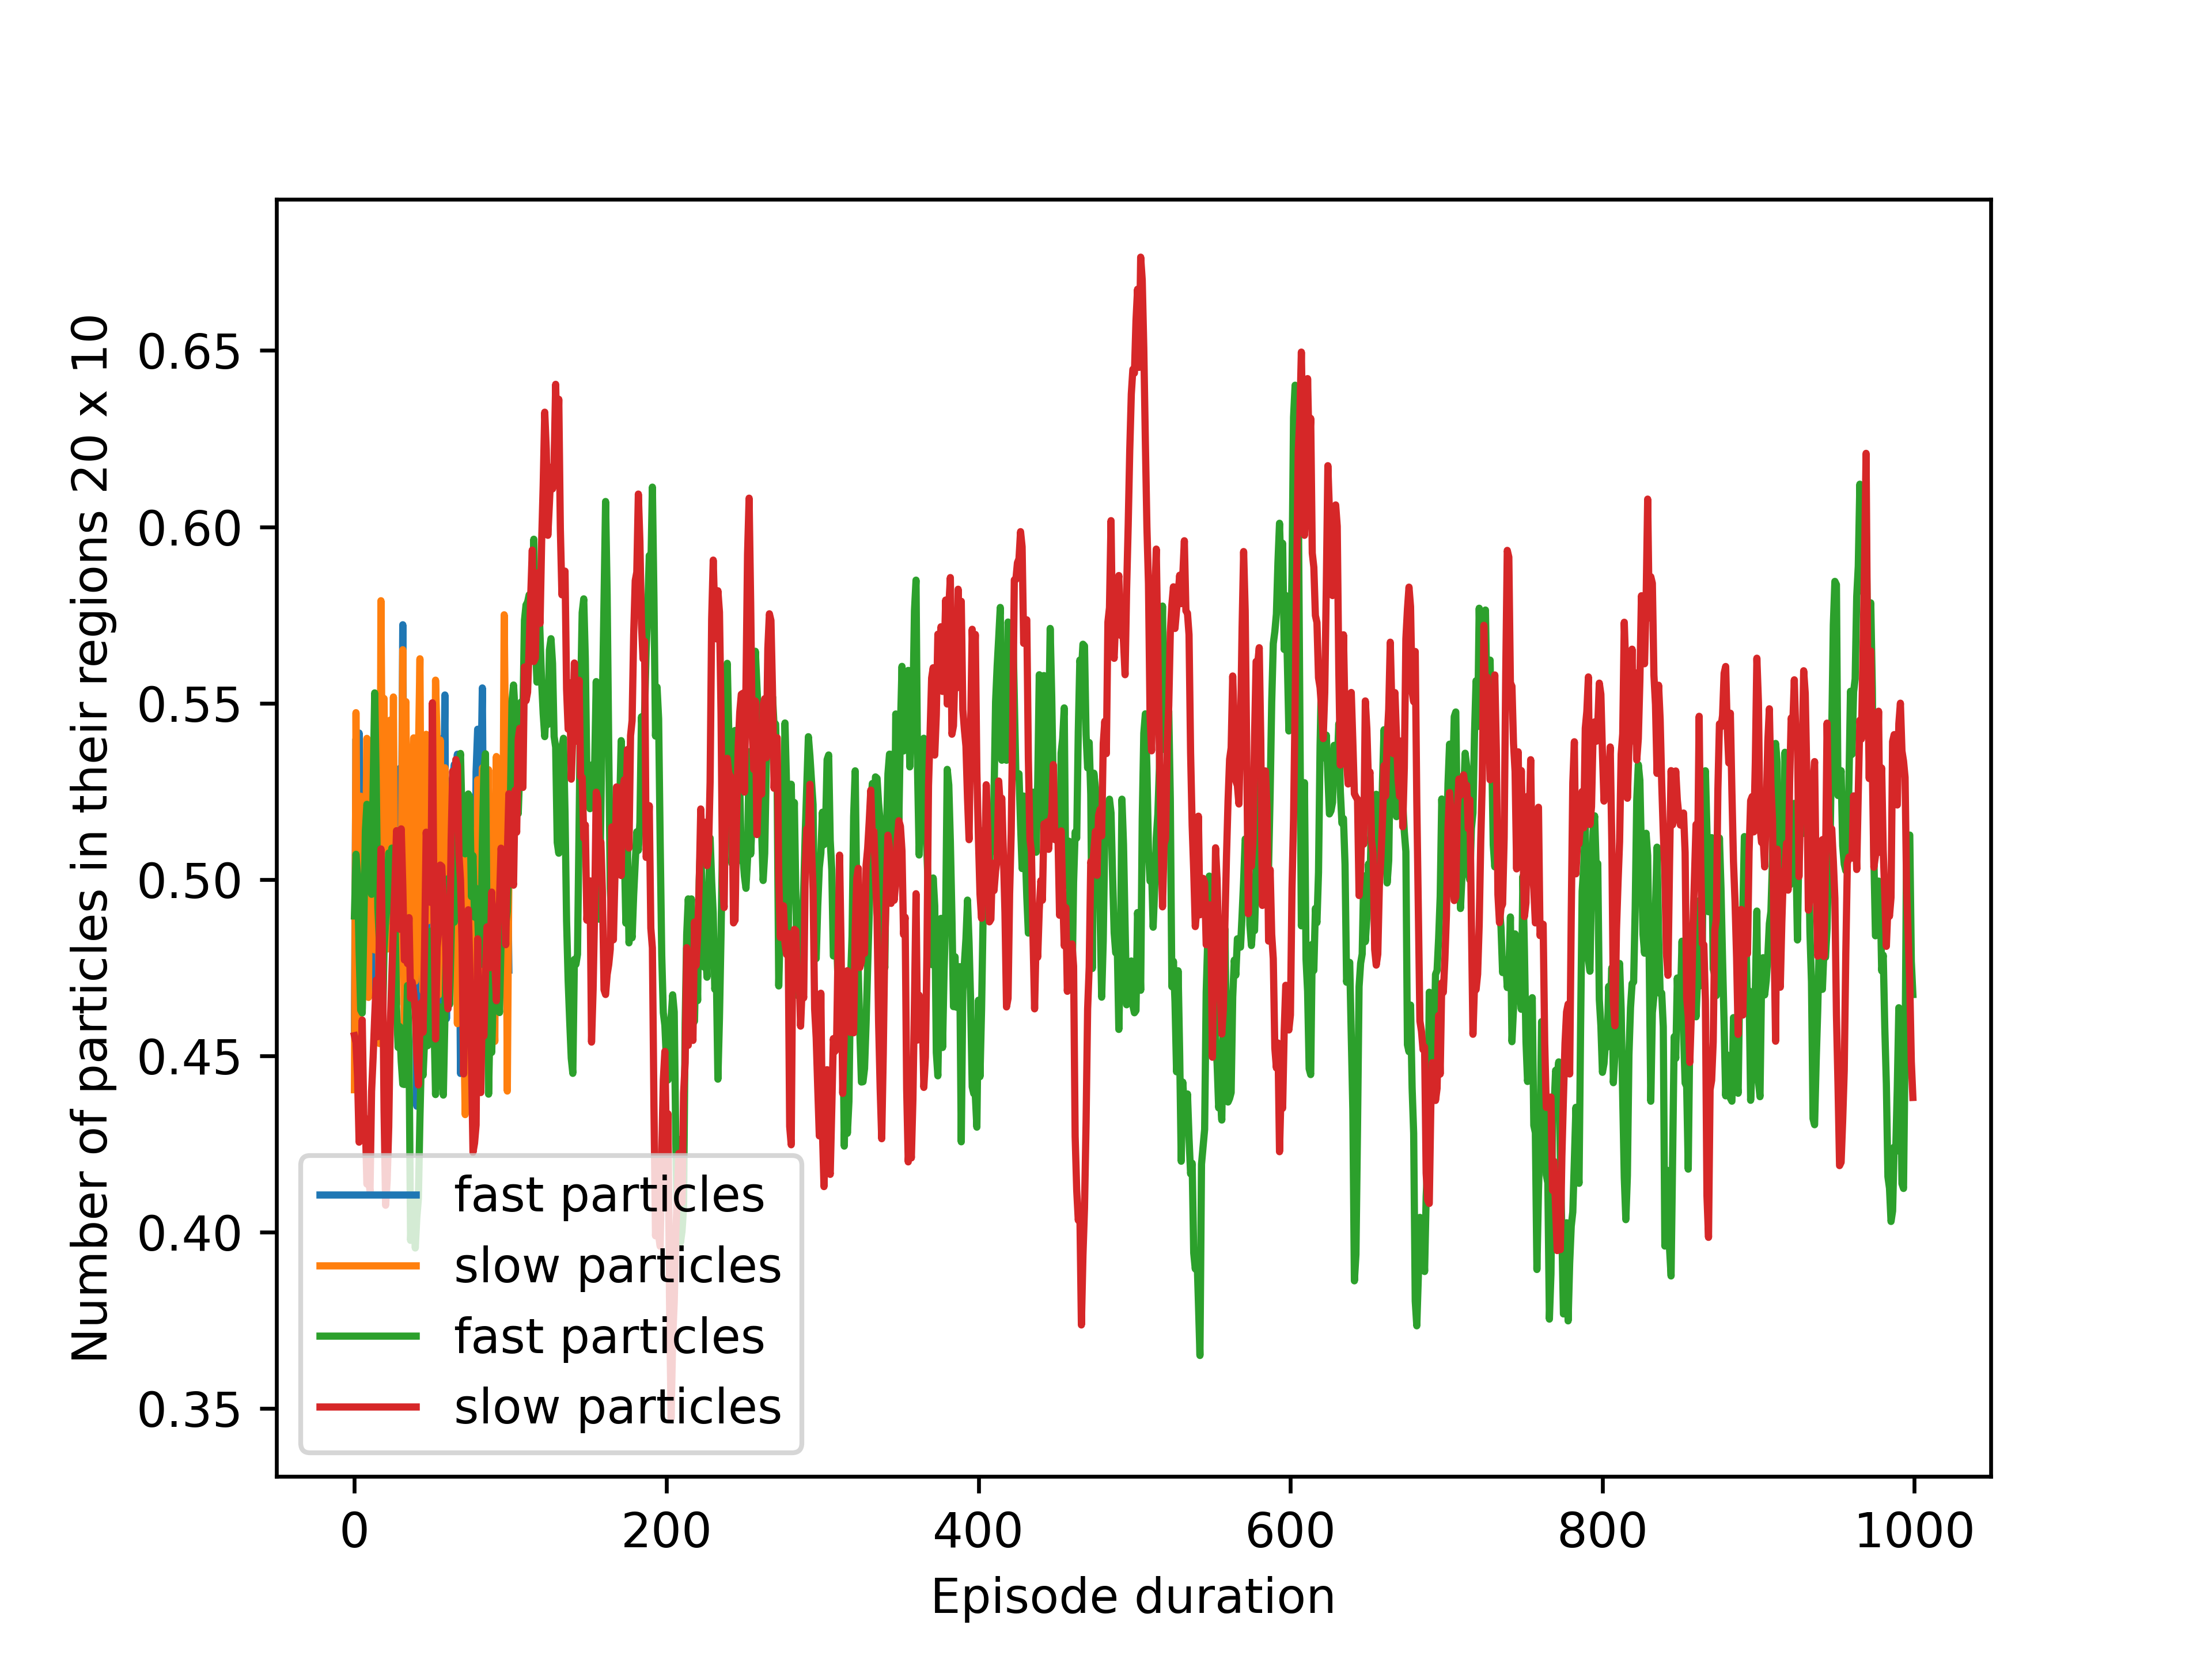 Number of particles in their regions 20 x 10
0.65
0.60
0.55
0.50
0.45
0.40
0.35
fast particles
slow particles
fast particles
slow particles
0 200 400 600 800 1000
Episode duration